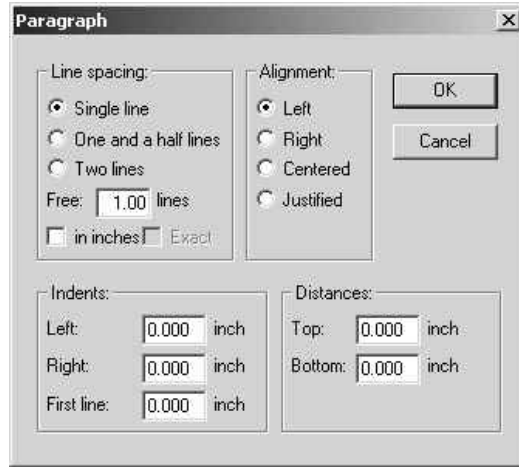 Paragraph
Line spacing:
Single line
One and a half lines
Two lines
Free: 1.00 lines
in inches Exact
Alignment:
Left
Right
Centered
Justified
OK
Cancel
Indents:
Left: 0.000 inch
Right: 0.000 inch
First line: 0.000 inch
Distances:
Top: 0.000 inch
Bottom: 0.000 inch